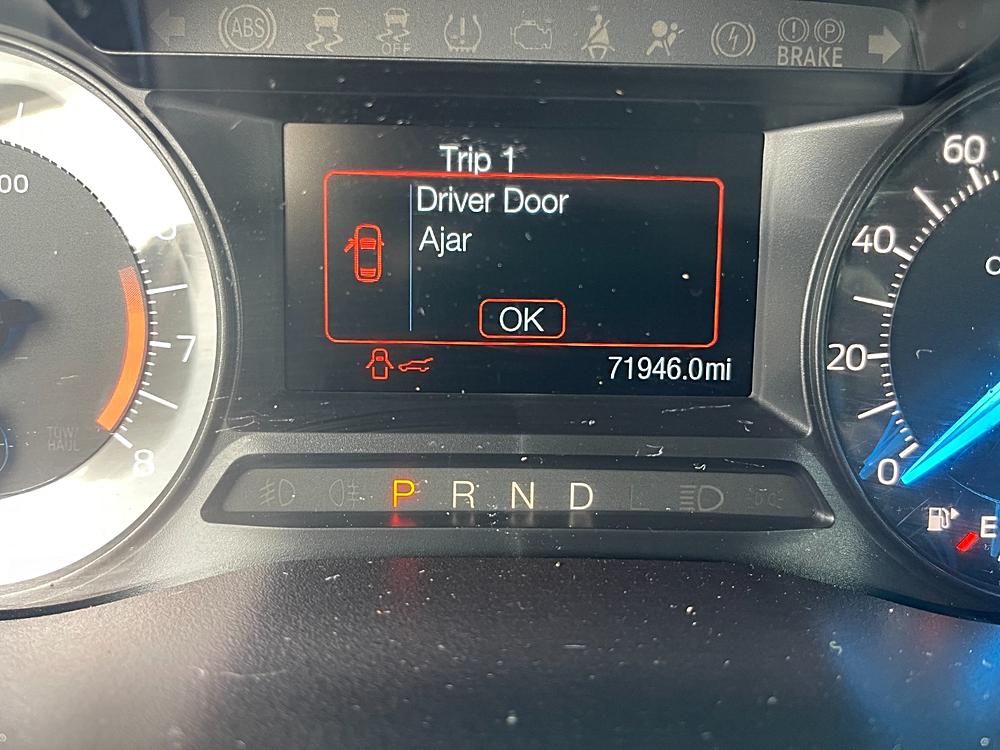 ABS
OFF
BRAKE
P
Trip 1
Driver Door
Ajar
OK
71946.0mi
00
7
8
TOW/
HAUL
P R N D L
60
40
20
0
E